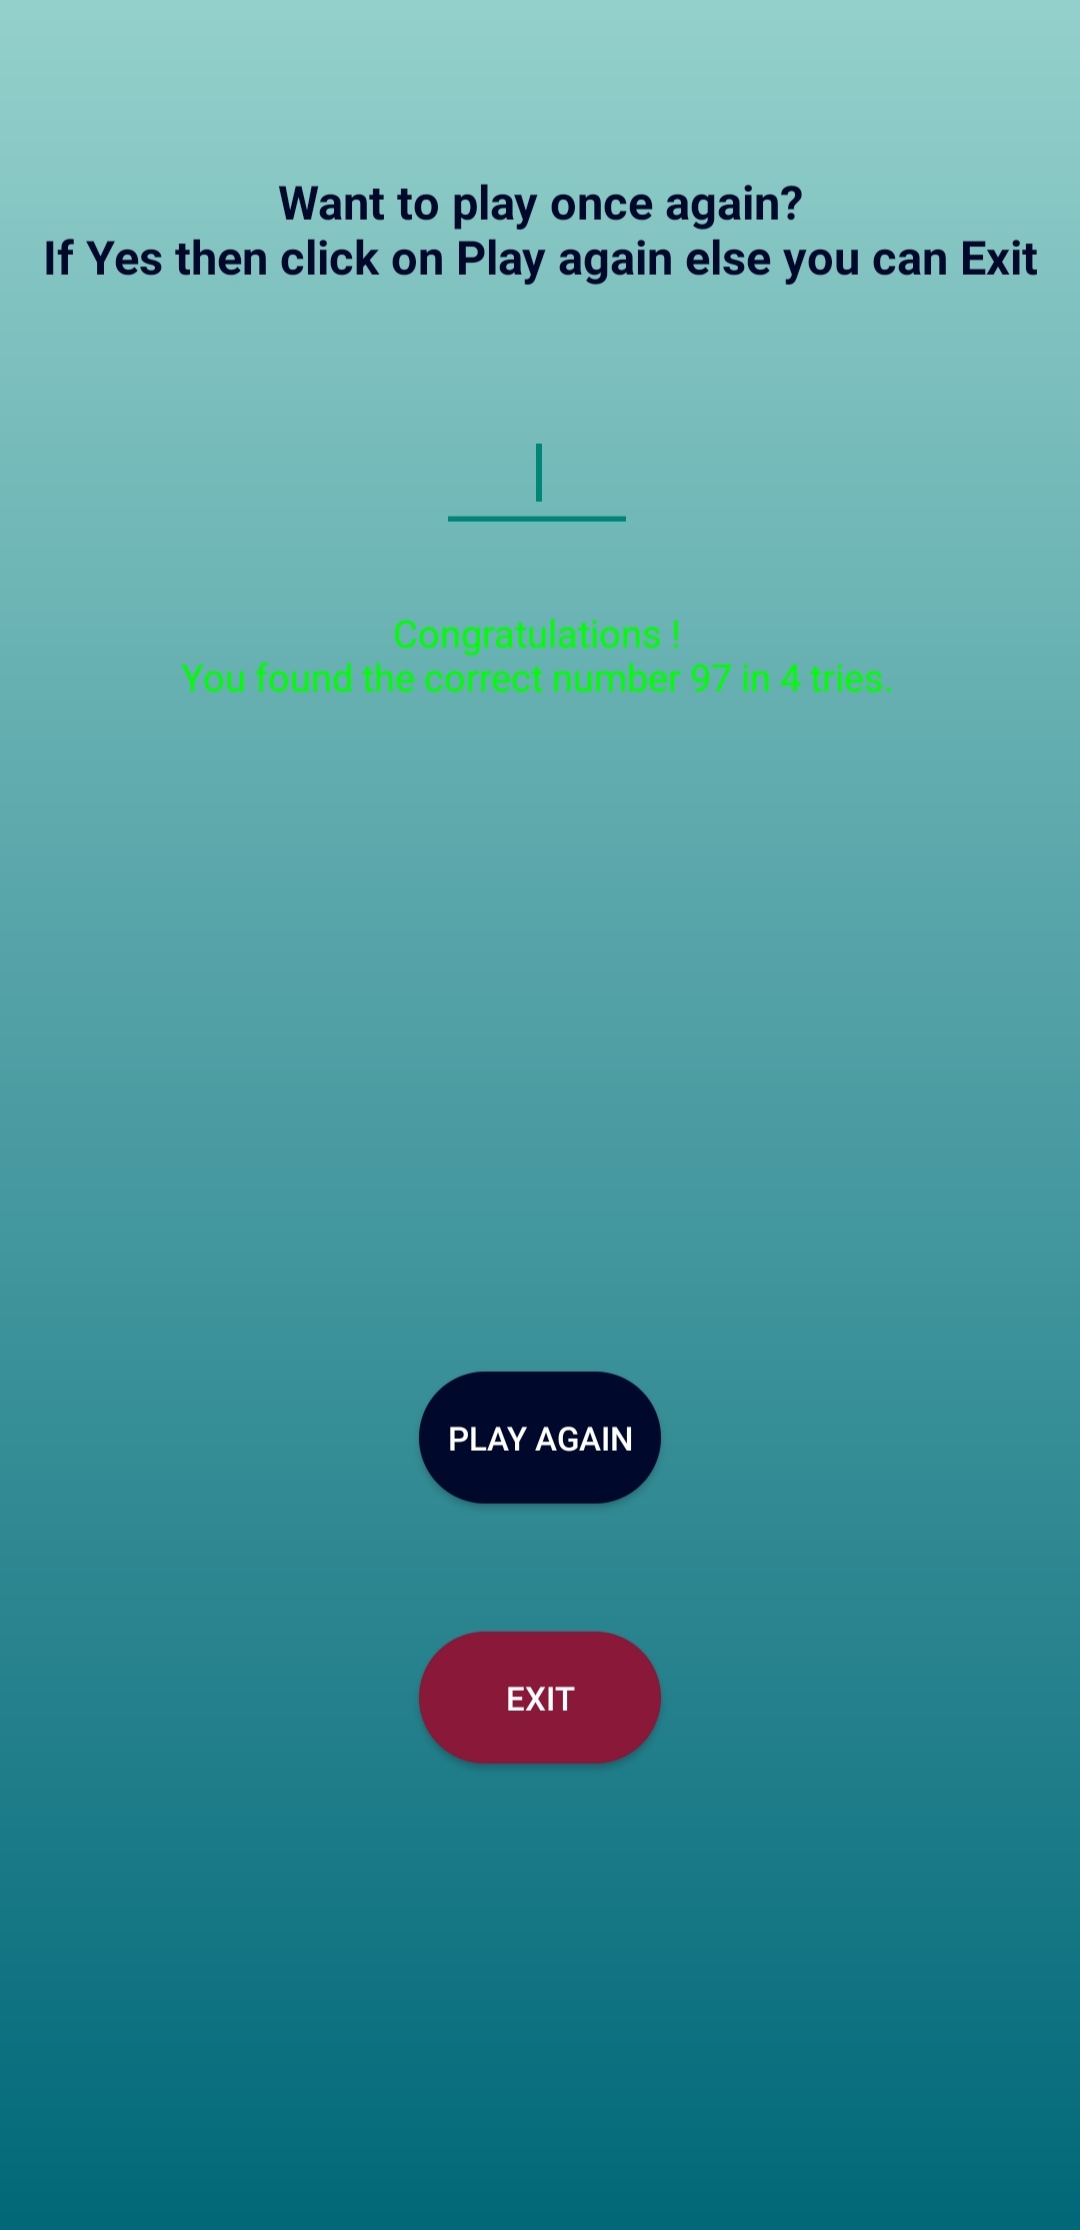 Want to play once again?
If Yes then click on Play again else you can Exit
Congratulations !
You found the correct number 97 in 4 tries.
PLAY AGAIN
EXIT